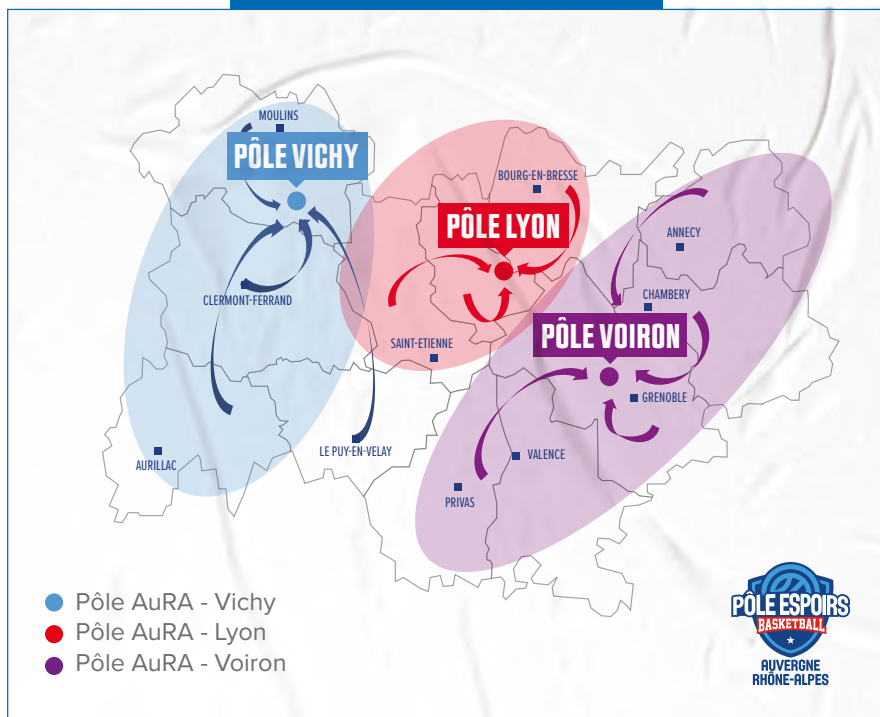 MOULINS
PÔLE VICHY
BOURG-EN-BRESSE
PÔLE LYON
ANNECY
CLERMONT-FERRAND
CHAMBERY
PÔLE VOIRON
SAINT-ETIENNE
GRENOBLE
LE PUY-EN-VELAY
VALENCE
AURILLAC
PRIVAS
Pôle AuRA - Vichy
Pôle AuRA - Lyon
Pôle AuRA - Voiron
PÔLE ESPOIRS
BASKETBALL
AUVERGNE
RHÔNE-ALPES